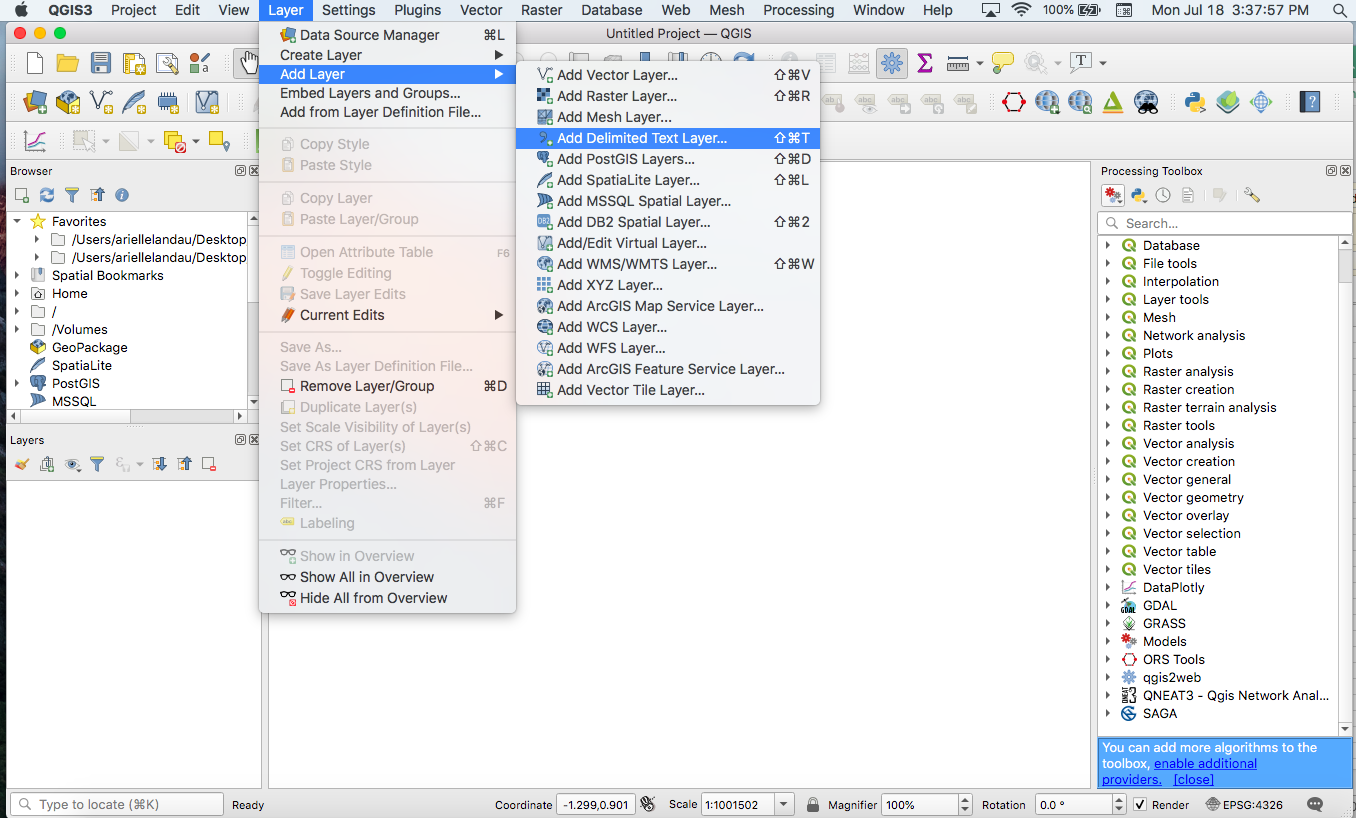 QGIS3 Project Edit View Layer Settings Plugins Vector Raster Database Web Mesh Processing Window Help 100% Mon Jul 18 3:37:57 PM
Untitled Project — QGIS
Data Source Manager ⌘L
Create Layer
Add Layer
Embed Layers and Groups...
Add from Layer Definition File...
Copy Style
Paste Style
Copy Layer
Paste Layer/Group
Open Attribute Table F6
Toggle Editing
Save Layer Edits
Current Edits
Save As...
Save As Layer Definition File...
Remove Layer/Group ⌘D
Duplicate Layer(s)
Set Scale Visibility of Layer(s)
Set CRS of Layer(s) ⇧⌘C
Set Project CRS from Layer
Layer Properties...
Filter... ⌘F
abc Labeling
Show in Overview
Show All in Overview
Hide All from Overview
Add Vector Layer... ⇧⌘V
Add Raster Layer... ⇧⌘R
Add Mesh Layer...
Add Delimited Text Layer... ⇧⌘T
Add PostGIS Layers... ⇧⌘D
Add SpatiaLite Layer... ⇧⌘L
Add MSSQL Spatial Layer...
DB2 Add DB2 Spatial Layer... ⇧⌘2
Add/Edit Virtual Layer...
Add WMS/WMTS Layer... ⇧⌘W
Add XYZ Layer...
Add ArcGIS Map Service Layer...
Add WCS Layer...
Add WFS Layer...
Add ArcGIS Feature Service Layer...
Add Vector Tile Layer...
Browser
Favorites
/Users/ariellelandau/Desktop
/Users/ariellelandau/Desktop
Spatial Bookmarks
Home
/
/Volumes
GeoPackage
SpatiaLite
PostGIS
MSSQL
Layers
Processing Toolbox
Search...
Database
File tools
Interpolation
Layer tools
Mesh
Network analysis
Plots
Raster analysis
Raster creation
Raster terrain analysis
Raster tools
Vector analysis
Vector creation
Vector general
Vector geometry
Vector overlay
Vector selection
Vector table
Vector tiles
DataPlotly
GDAL GDAL
GRASS
Models
ORS Tools
qgis2web
QNEAT3 QNEAT3 - Qgis Network Anal...
SAGA
You can add more algorithms to the
toolbox, enable additional
providers. [close]
Type to locate (⌘K) Ready Coordinate -1.299,0.901 Scale 1:1001502 Magnifier 100% Rotation 0.0 ° Render EPSG:4326